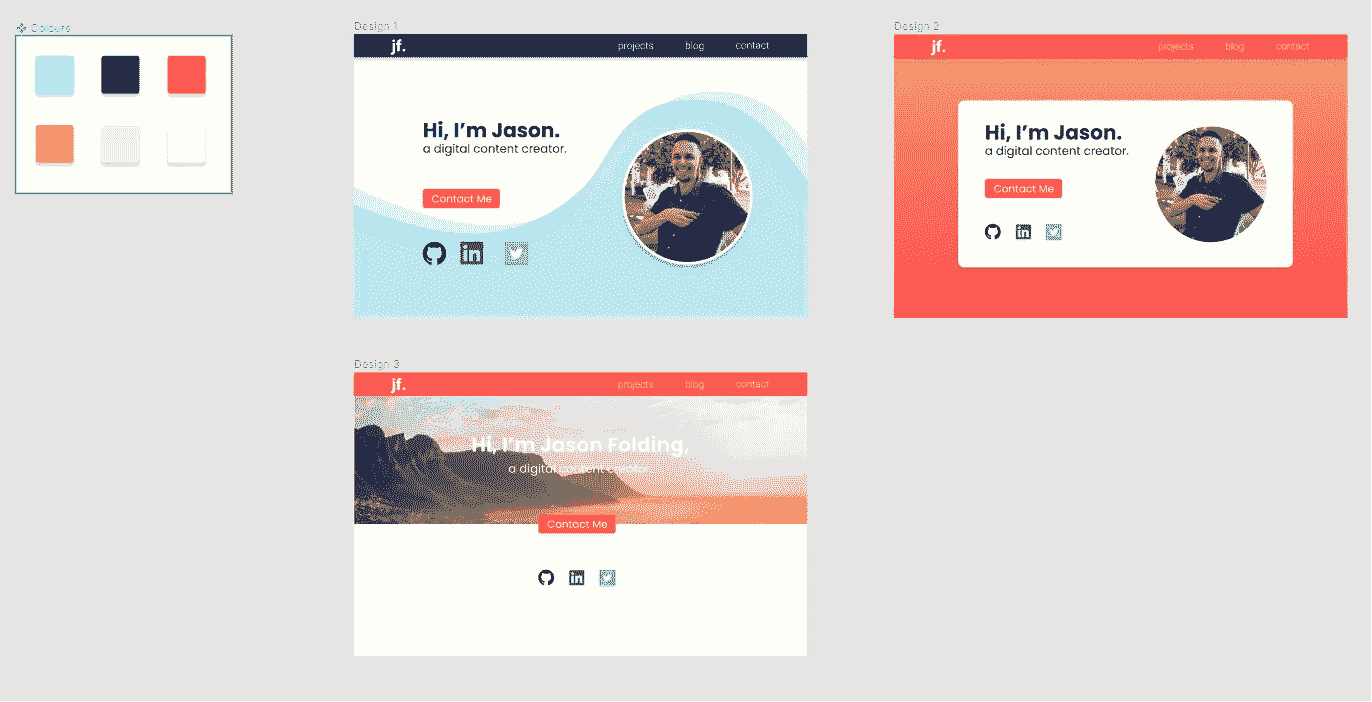 Colours
Design 1
jf.
projects blog contact
Hi, I'm Jason.
a digital content creator.
Contact Me
Design 2
jf.
projects blog contact
Hi, I'm Jason.
a digital content creator.
Contact Me
Design 3
jf.
projects blog contact
Hi, I'm Jason Folding,
a digital content creator
Contact Me